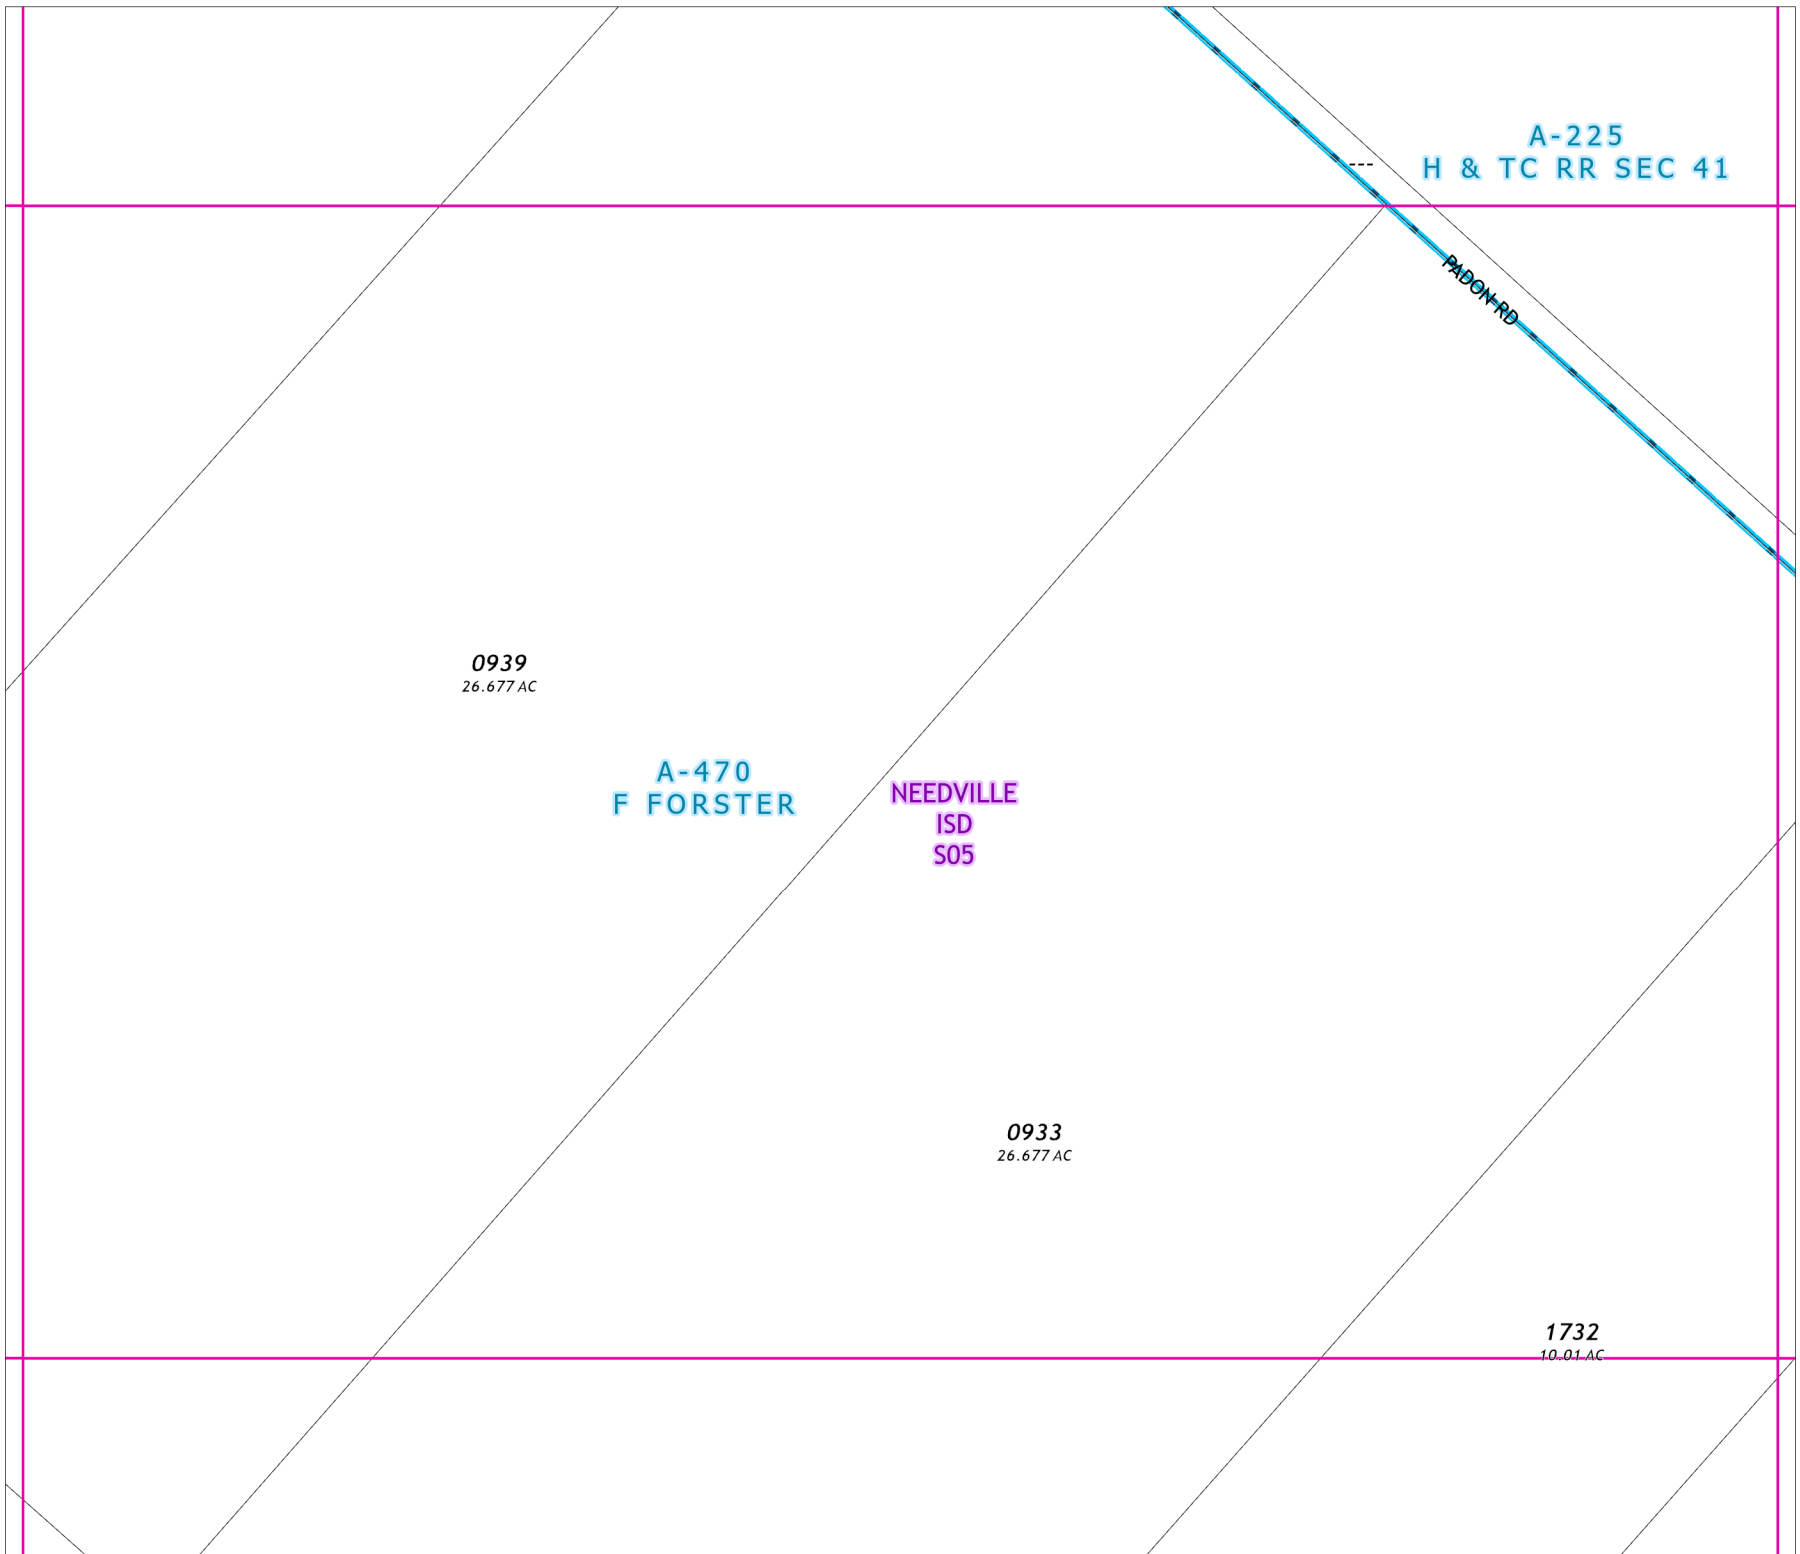 A-225
H & TC RR SEC 41
---
PADON RD
0939
26.677 AC
A-470
F FORSTER
NEEDVILLE
ISD
S05
0933
26.677 AC
1732
10.01 AC